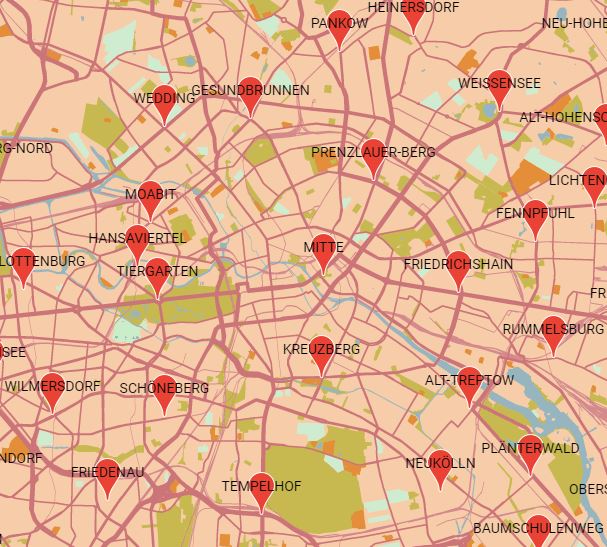 HEINERSDORF
PANKOW
NEU-HOHE
WEISSENSEE
GESUNDBRUNNEN
WEDDING
ALT-HOHENSC
RG-NORD
PRENZLAUER-BERG
LICHTEN
MOABIT
FENNPFUHL
HANSAVIERTEL
MITTE
LOTTENBURG
FRIEDRICHSHAIN
TIERGARTEN
FR
RUMMELSBURG
KREUZBERG
SEE
ALT-TREPTOW
WILMERSDORF
SCHÖNEBERG
PLÄNTERWALD
NDORF
NEUKÖLLN
FRIEDENAU
TEMPELHOF
OBERS
BAUMSCHULENWEG